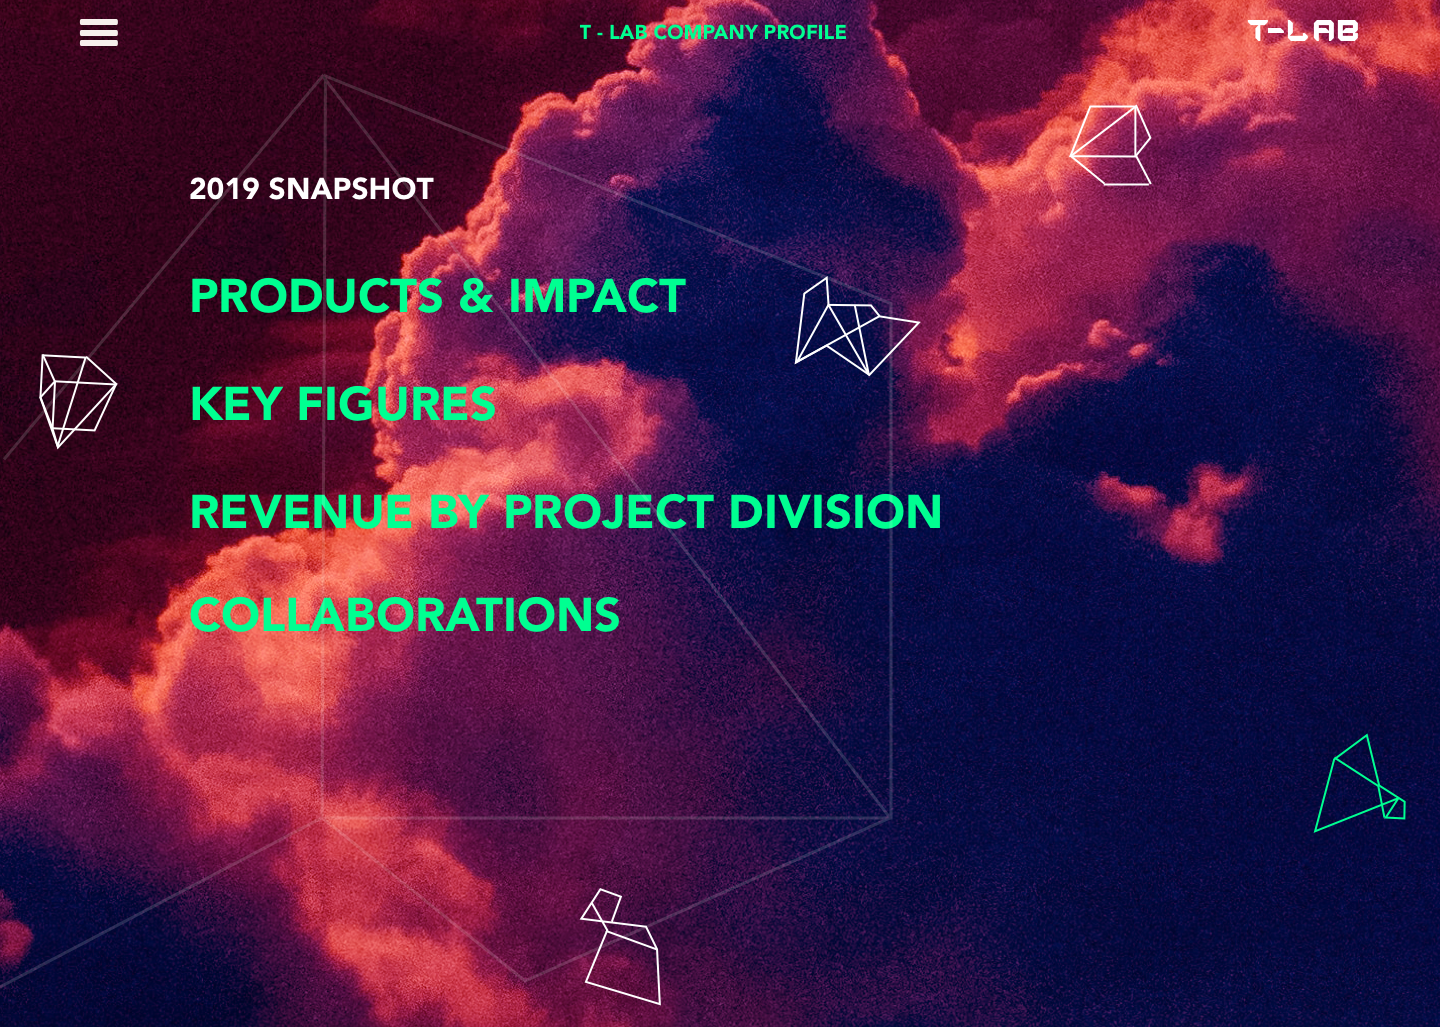 T - LAB COMPANY PROFILE
T-LAB
2019 SNAPSHOT
PRODUCTS & IMPACT
KEY FIGURES
REVENUE BY PROJECT DIVISION
COLLABORATIONS